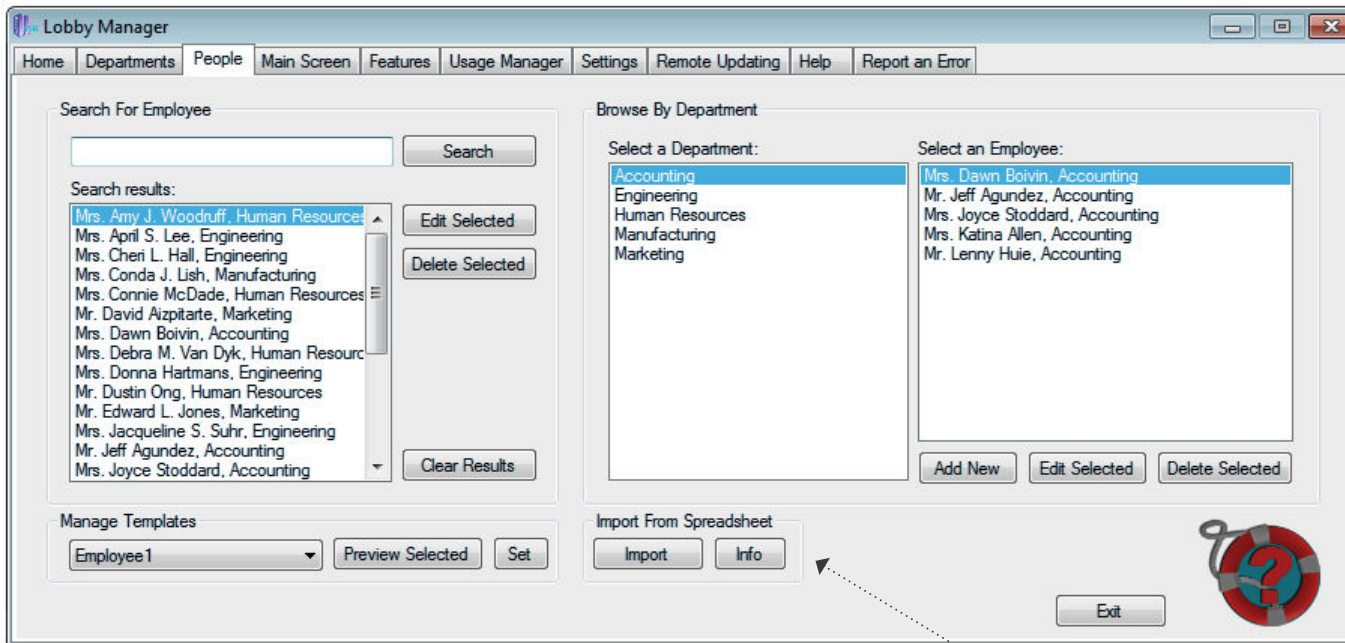 Lobby Manager
Home Departments People Main Screen Features Usage Manager Settings Remote Updating Help Report an Error
Search For Employee
Search
Search results:
Mrs. Amy J. Woodruff, Human Resources
Mrs. April S. Lee, Engineering
Mrs. Cheri L. Hall, Engineering
Mrs. Conda J. Lish, Manufacturing
Mrs. Connie McDade, Human Resources
Mr. David Aizpitarte, Marketing
Mrs. Dawn Boivin, Accounting
Mrs. Debra M. Van Dyk, Human Resourc
Mrs. Donna Hartmans, Engineering
Mr. Dustin Ong, Human Resources
Mr. Edward L. Jones, Marketing
Mrs. Jacqueline S. Suhr, Engineering
Mr. Jeff Agundez, Accounting
Mrs. Joyce Stoddard, Accounting
Edit Selected
Delete Selected
Clear Results
Browse By Department
Select a Department:
Accounting
Engineering
Human Resources
Manufacturing
Marketing
Select an Employee:
Mrs. Dawn Boivin, Accounting
Mr. Jeff Agundez, Accounting
Mrs. Joyce Stoddard, Accounting
Mrs. Katina Allen, Accounting
Mr. Lenny Huie, Accounting
Add New Edit Selected Delete Selected
Manage Templates
Employee1 Preview Selected Set
Import From Spreadsheet
Import Info
?
Exit